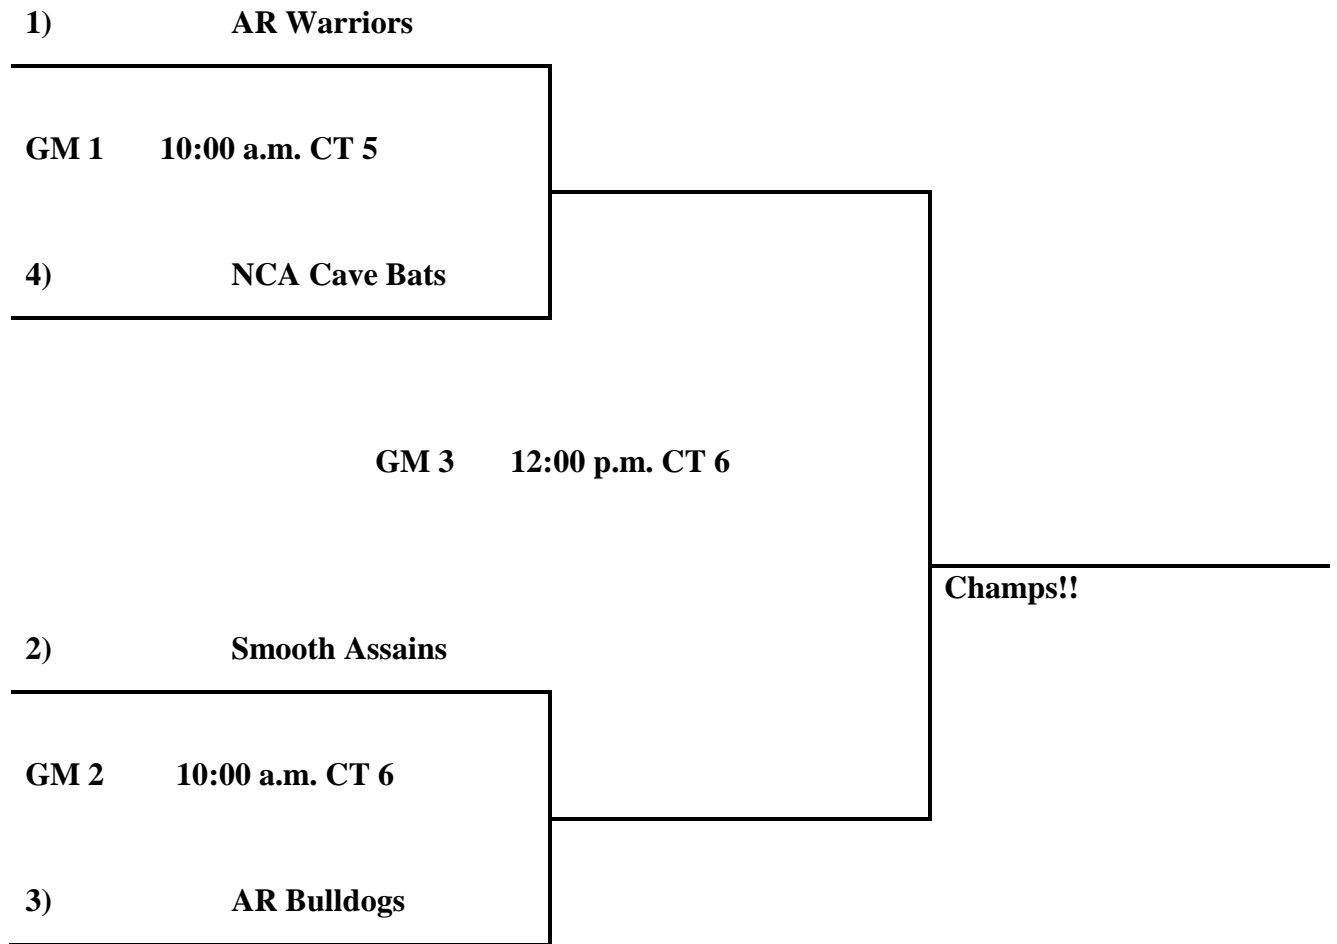 1) AR Warriors
GM 1 10:00 a.m. CT 5
4) NCA Cave Bats
GM 3 12:00 p.m. CT 6
Champs!!
2) Smooth Assains
GM 2 10:00 a.m. CT 6
3) AR Bulldogs